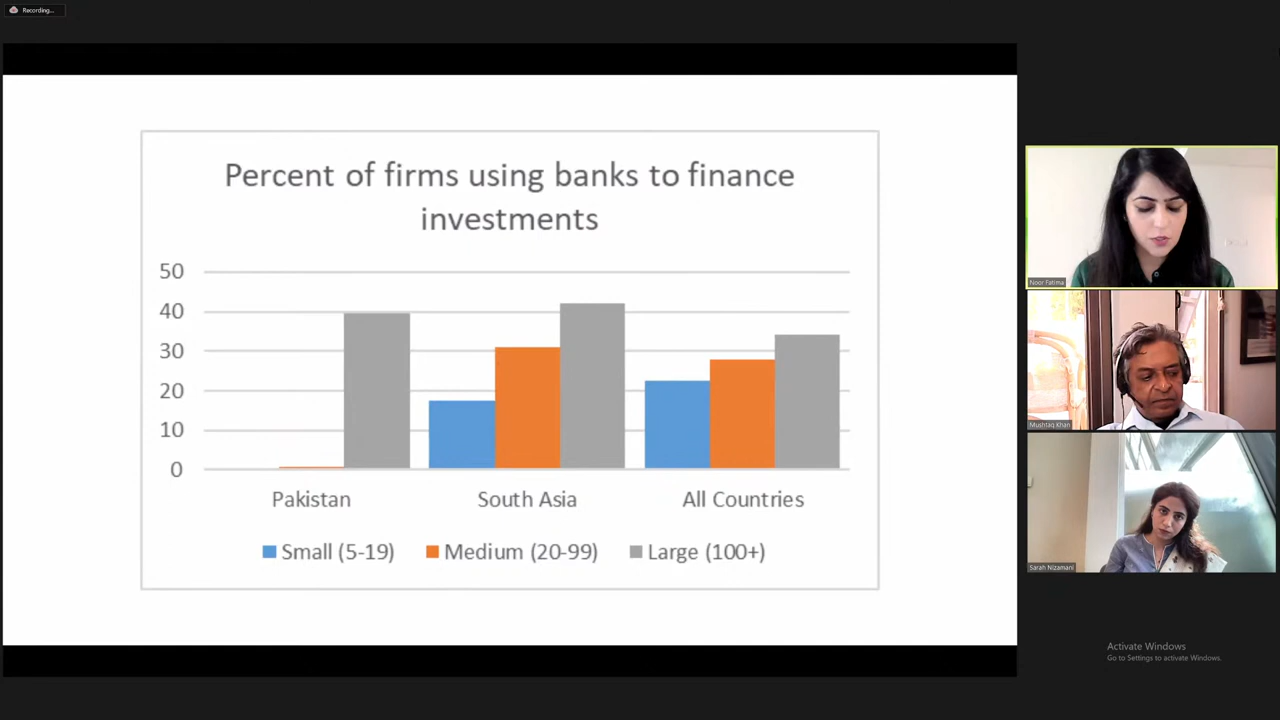 Recording...
Percent of firms using banks to finance
investments
50
40
30
20
10
0
Pakistan South Asia All Countries
Small (5-19) Medium (20-99) Large (100+)
Noor Fatima
Mushtaq Khan
Sarah Nizamani
Activate Windows
Go to Settings to activate Windows.